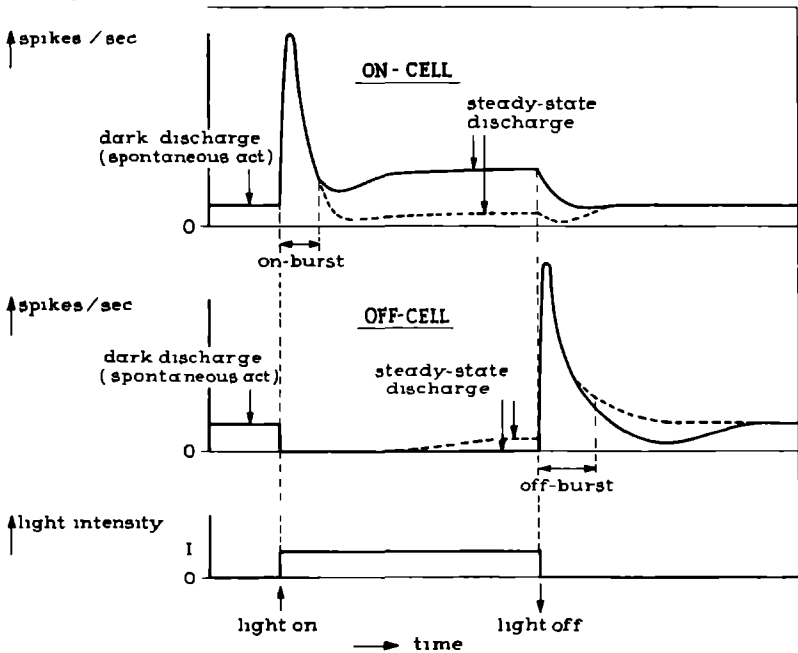 spikes / sec
ON-CELL
steady-state
discharge
dark discharge
(spontaneous act)
0
on-burst
spikes/sec
OFF-CELL
dark discharge
(spontaneous act)
steady-state
discharge
0
off-burst
light intensity
I
0
light on
light off
time